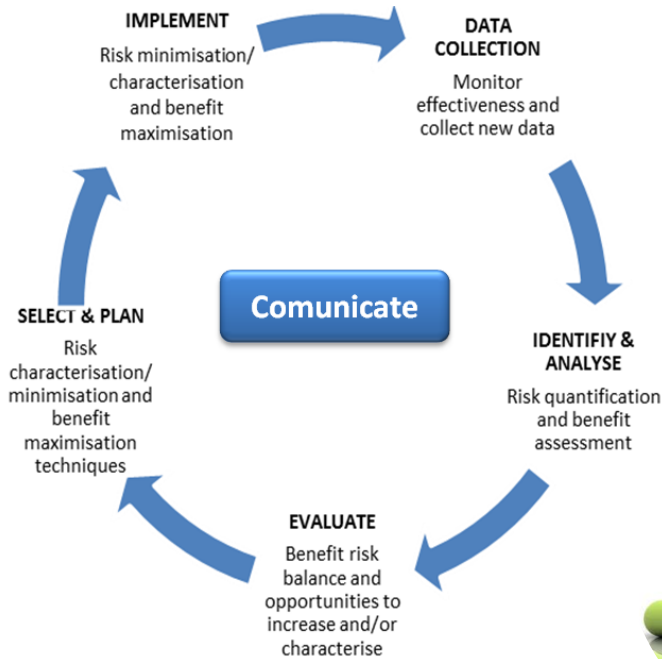 IMPLEMENT
Risk minimisation/
characterisation
and benefit
maximisation
DATA
COLLECTION
Monitor
effectiveness and
collect new data
IDENTIFIY &
ANALYSE
Risk quantification
and benefit
assessment
EVALUATE
Benefit risk
balance and
opportunities to
increase and/or
characterise
SELECT & PLAN
Risk
characterisation/
minimisation and
benefit
maximisation
techniques
Comunicate